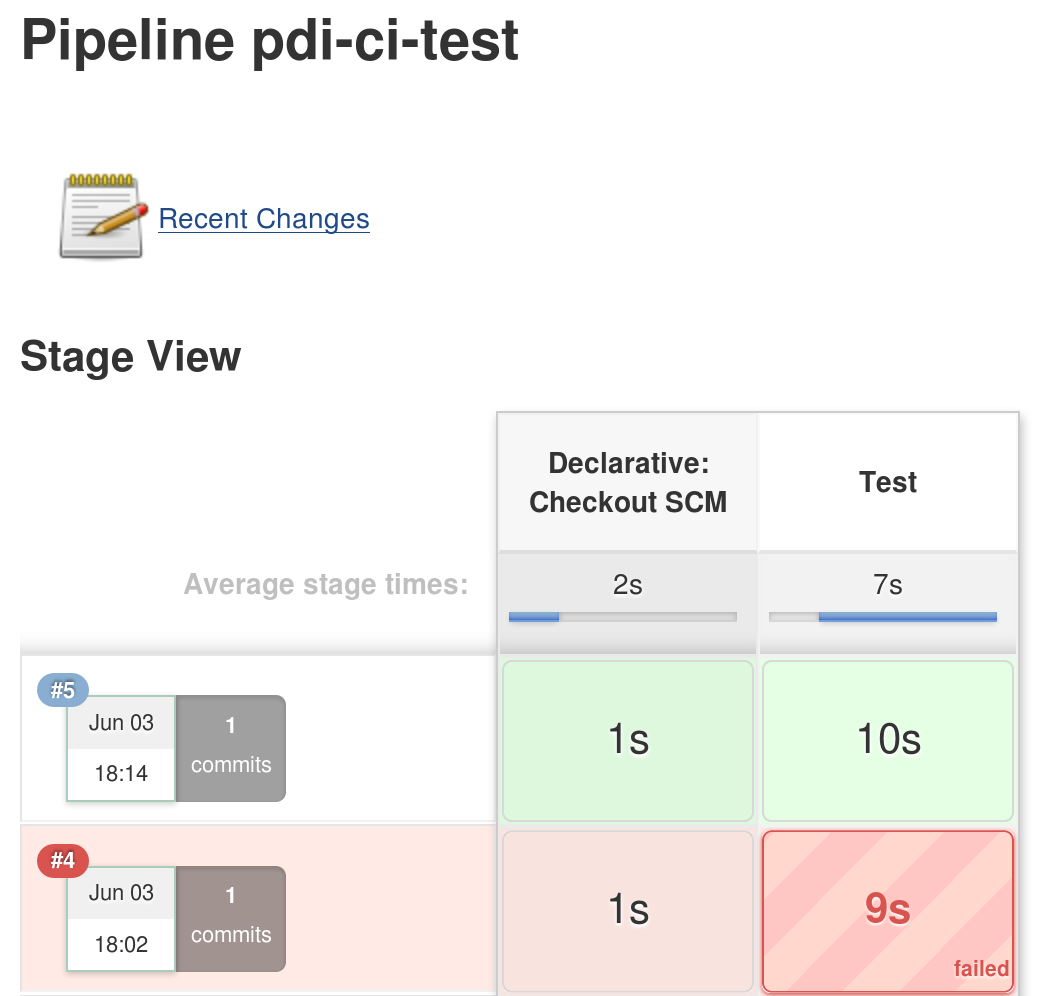 Pipeline pdi-ci-test
Recent Changes
Stage View
Declarative:
Checkout SCM
Test
Average stage times:
2s
7s
#5
Jun 03
18:14
1
commits
1s
10s
#4
Jun 03
18:02
1
commits
1s
9s
failed